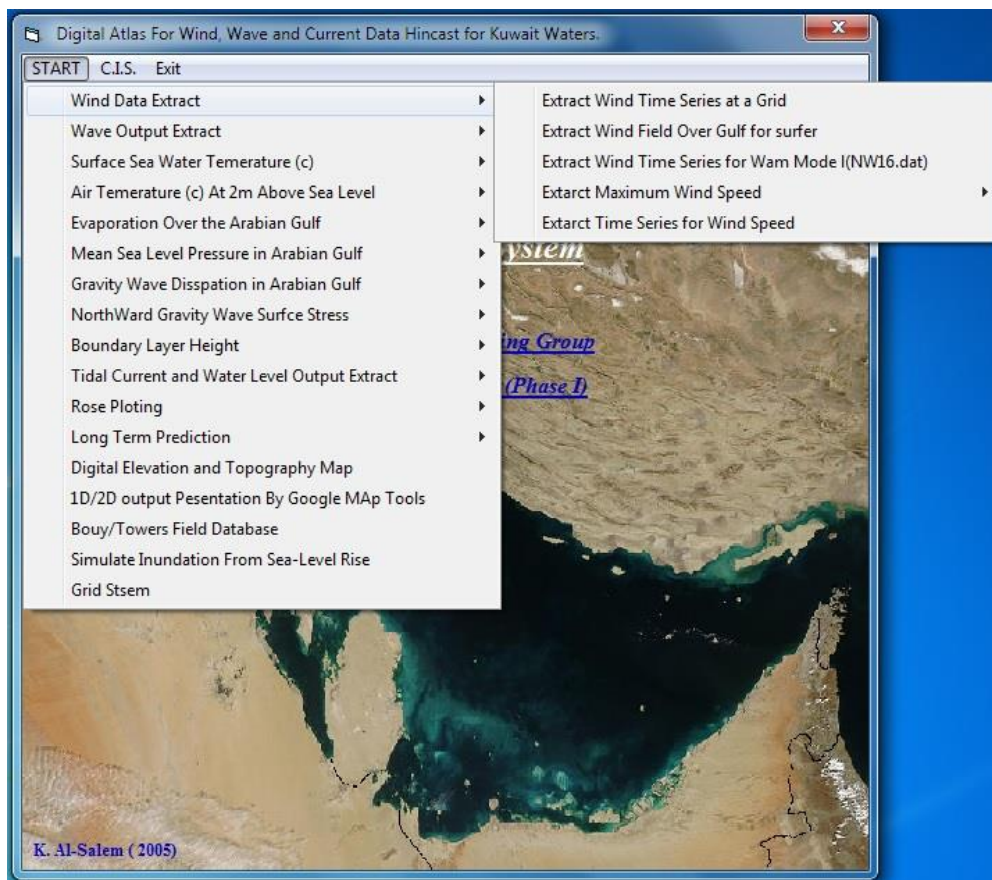 Digital Atlas For Wind, Wave and Current Data Hincast for Kuwait Waters.
START C.I.S. Exit
Wind Data Extract
Wave Output Extract
Surface Sea Water Temerature (c)
Air Temerature (c) At 2m Above Sea Level
Evaporation Over the Arabian Gulf
Mean Sea Level Pressure in Arabian Gulf
Gravity Wave Disspation in Arabian Gulf
NorthWard Gravity Wave Surfce Stress
Boundary Layer Height
Tidal Current and Water Level Output Extract
Rose Ploting
Long Term Prediction
Digital Elevation and Topography Map
1D/2D output Pesentation By Google MAp Tools
Bouy/Towers Field Database
Simulate Inundation From Sea-Level Rise
Grid Stsem
Extract Wind Time Series at a Grid
Extract Wind Field Over Gulf for surfer
Extract Wind Time Series for Wam Mode l(NW16.dat)
Extarct Maximum Wind Speed
Extarct Time Series for Wind Speed
ystem
ing Group
(Phase I)
K. Al-Salem ( 2005)